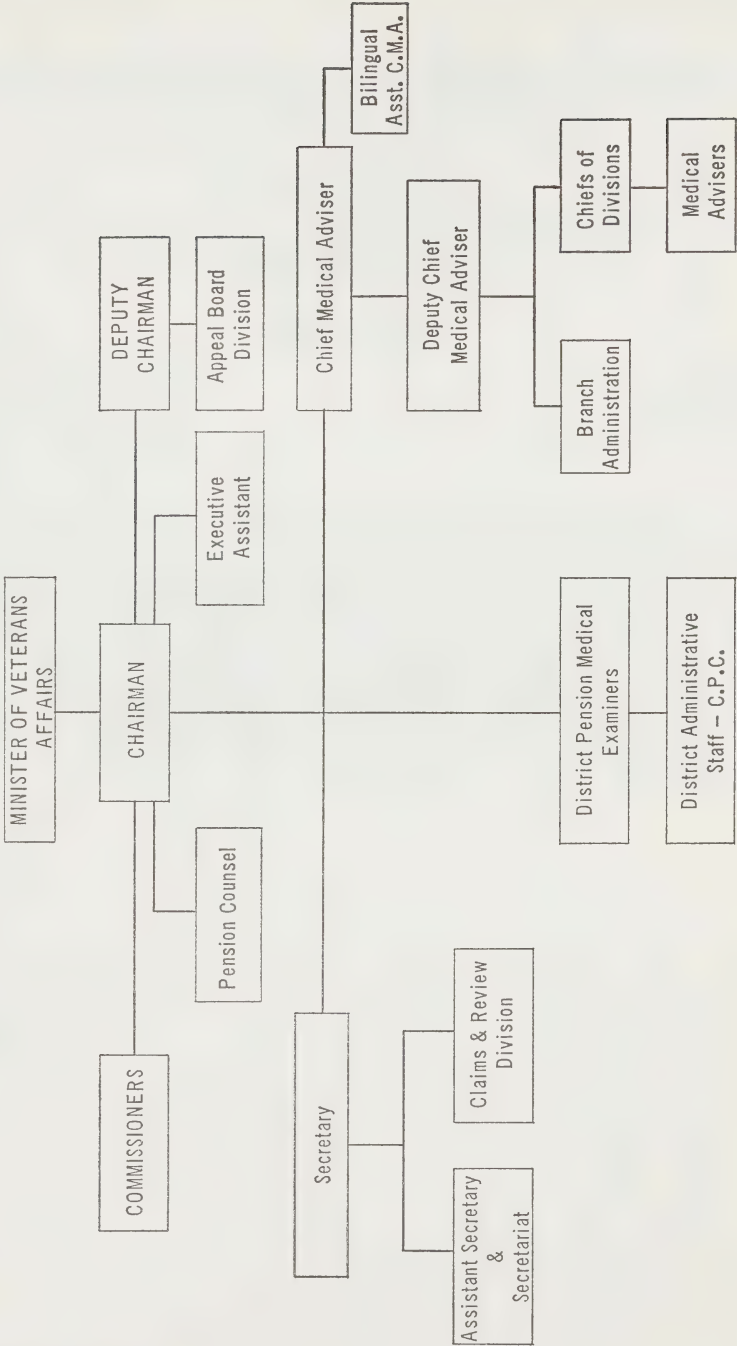 MINISTER OF VETERANS
AFFAIRS
COMMISSIONERS
CHAIRMAN
DEPUTY
CHAIRMAN
Pension Counsel
Executive
Assistant
Appeal Board
Division
Secretary
Chief Medical Adviser
Bilingual
Asst. C.M.A.
Assistant Secretary
&
Secretariat
Claims & Review
Division
Deputy Chief
Medical Adviser
District Pension Medical
Examiners
Branch
Administration
Chiefs of
Divisions
District Administrative
Staff – C.P.C.
Medical
Advisers